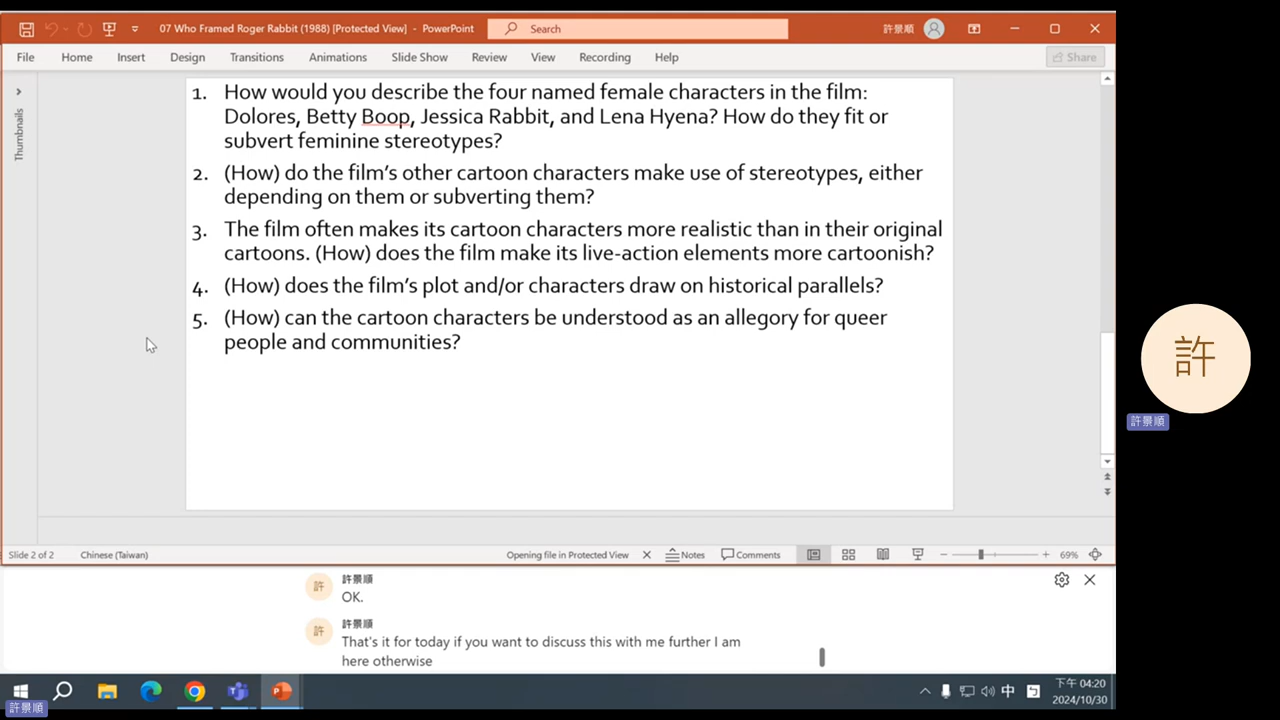 07 Who Framed Roger Rabbit (1988) [Protected View] - PowerPoint
Search
許景順
File Home Insert Design Transitions Animations Slide Show Review View Recording Help
Share
Thumbnails
1. How would you describe the four named female characters in the film:
Dolores, Betty Boop, Jessica Rabbit, and Lena Hyena? How do they fit or
subvert feminine stereotypes?
2. (How) do the film's other cartoon characters make use of stereotypes, either
depending on them or subverting them?
3. The film often makes its cartoon characters more realistic than in their original
cartoons. (How) does the film make its live-action elements more cartoonish?
4. (How) does the film's plot and/or characters draw on historical parallels?
5. (How) can the cartoon characters be understood as an allegory for queer
people and communities?
許
許景順
Slide 2 of 2 Chinese (Taiwan) Opening file in Protected View Notes Comments 69%
許 許景順
OK.
許 許景順
That's it for today if you want to discuss this with me further I am
here otherwise
中
下午 04:20
2024/10/30
許景順